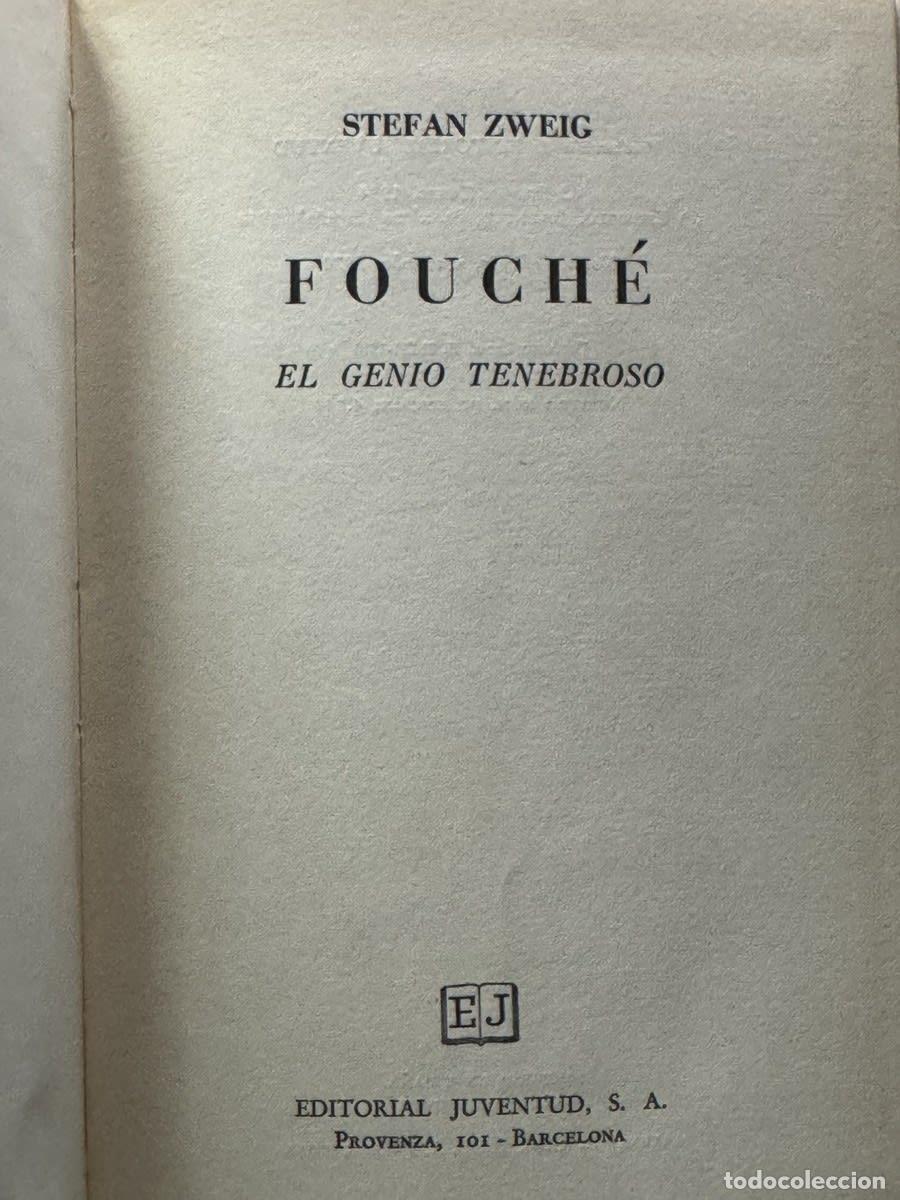 STEFAN ZWEIG
FOUCHÉ
EL GENIO TENEBROSO
EJ
EDITORIAL JUVENTUD, S. A.
PROVENZA, 101 - BARCELONA
todocoleccion